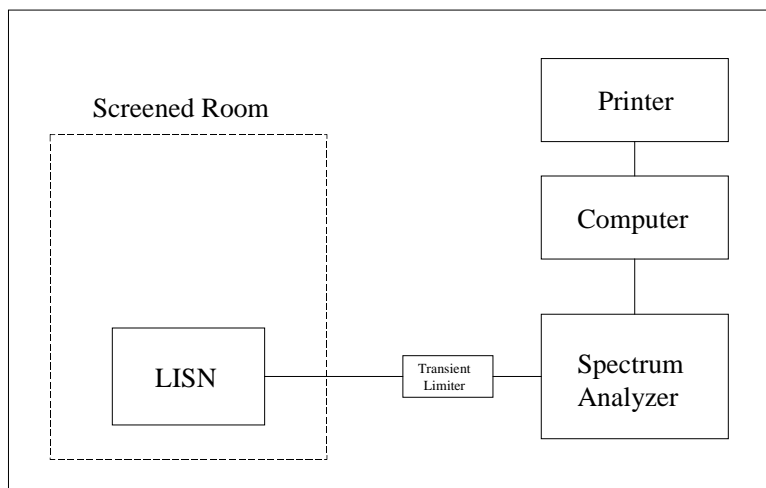 Screened Room
Printer
Computer
LISN
Transient
Limiter
Spectrum
Analyzer